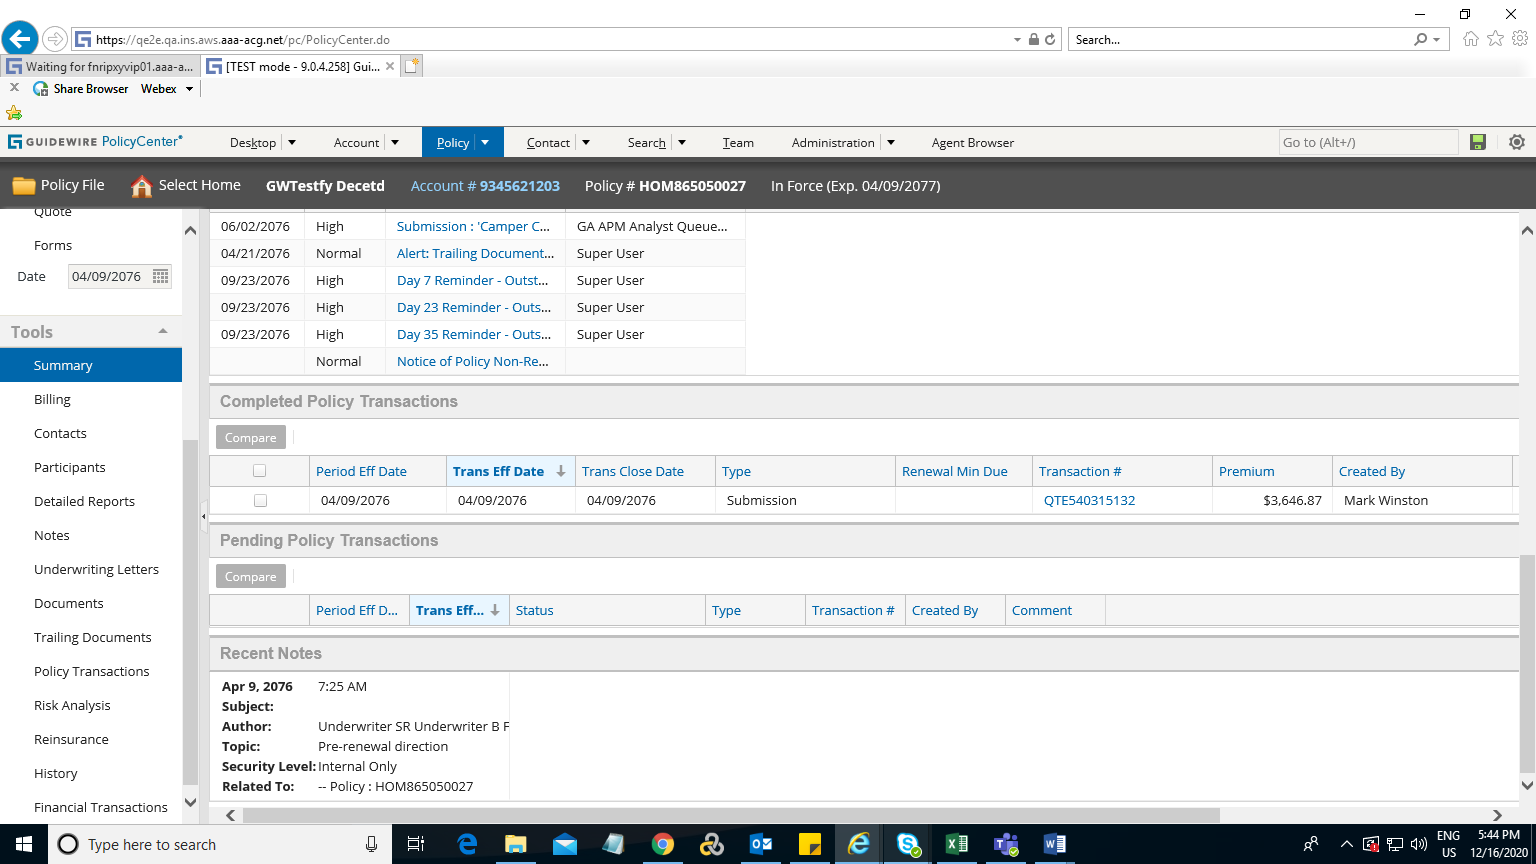 https://qe2e.qa.ins.aws.aaa-acg.net/pc/PolicyCenter.do
Search...
Waiting for fnripxyvip01.aaa-a...
[TEST mode - 9.0.4.258] Gui...
x Share Browser Webex
GUIDEWIRE PolicyCenter
Desktop Account Policy Contact Search Team Administration Agent Browser Go to (Alt+/)
Policy File Select Home GWTestfy Decetd Account # 9345621203 Policy # HOM865050027 In Force (Exp. 04/09/2077)
Quote
Forms
Date 04/09/2076
Tools
Summary
Billing
Contacts
Participants
Detailed Reports
Notes
Underwriting Letters
Documents
Trailing Documents
Policy Transactions
Risk Analysis
Reinsurance
History
Financial Transactions
06/02/2076 High Submission : 'Camper C... GA APM Analyst Queue...
04/21/2076 Normal Alert: Trailing Document... Super User
09/23/2076 High Day 7 Reminder - Outst... Super User
09/23/2076 High Day 23 Reminder - Outs... Super User
09/23/2076 High Day 35 Reminder - Outs... Super User
Normal Notice of Policy Non-Re...
Completed Policy Transactions
Compare
Period Eff Date Trans Eff Date Trans Close Date Type Renewal Min Due Transaction # Premium Created By
04/09/2076 04/09/2076 04/09/2076 Submission QTE540315132 $3,646.87 Mark Winston
Pending Policy Transactions
Compare
Period Eff D... Trans Eff... Status Type Transaction # Created By Comment
Recent Notes
Apr 9, 2076 7:25 AM
Subject:
Author: Underwriter SR Underwriter B F
Topic: Pre-renewal direction
Security Level: Internal Only
Related To: -- Policy : HOM865050027
Type here to search
ENG
US
5:44 PM
12/16/2020